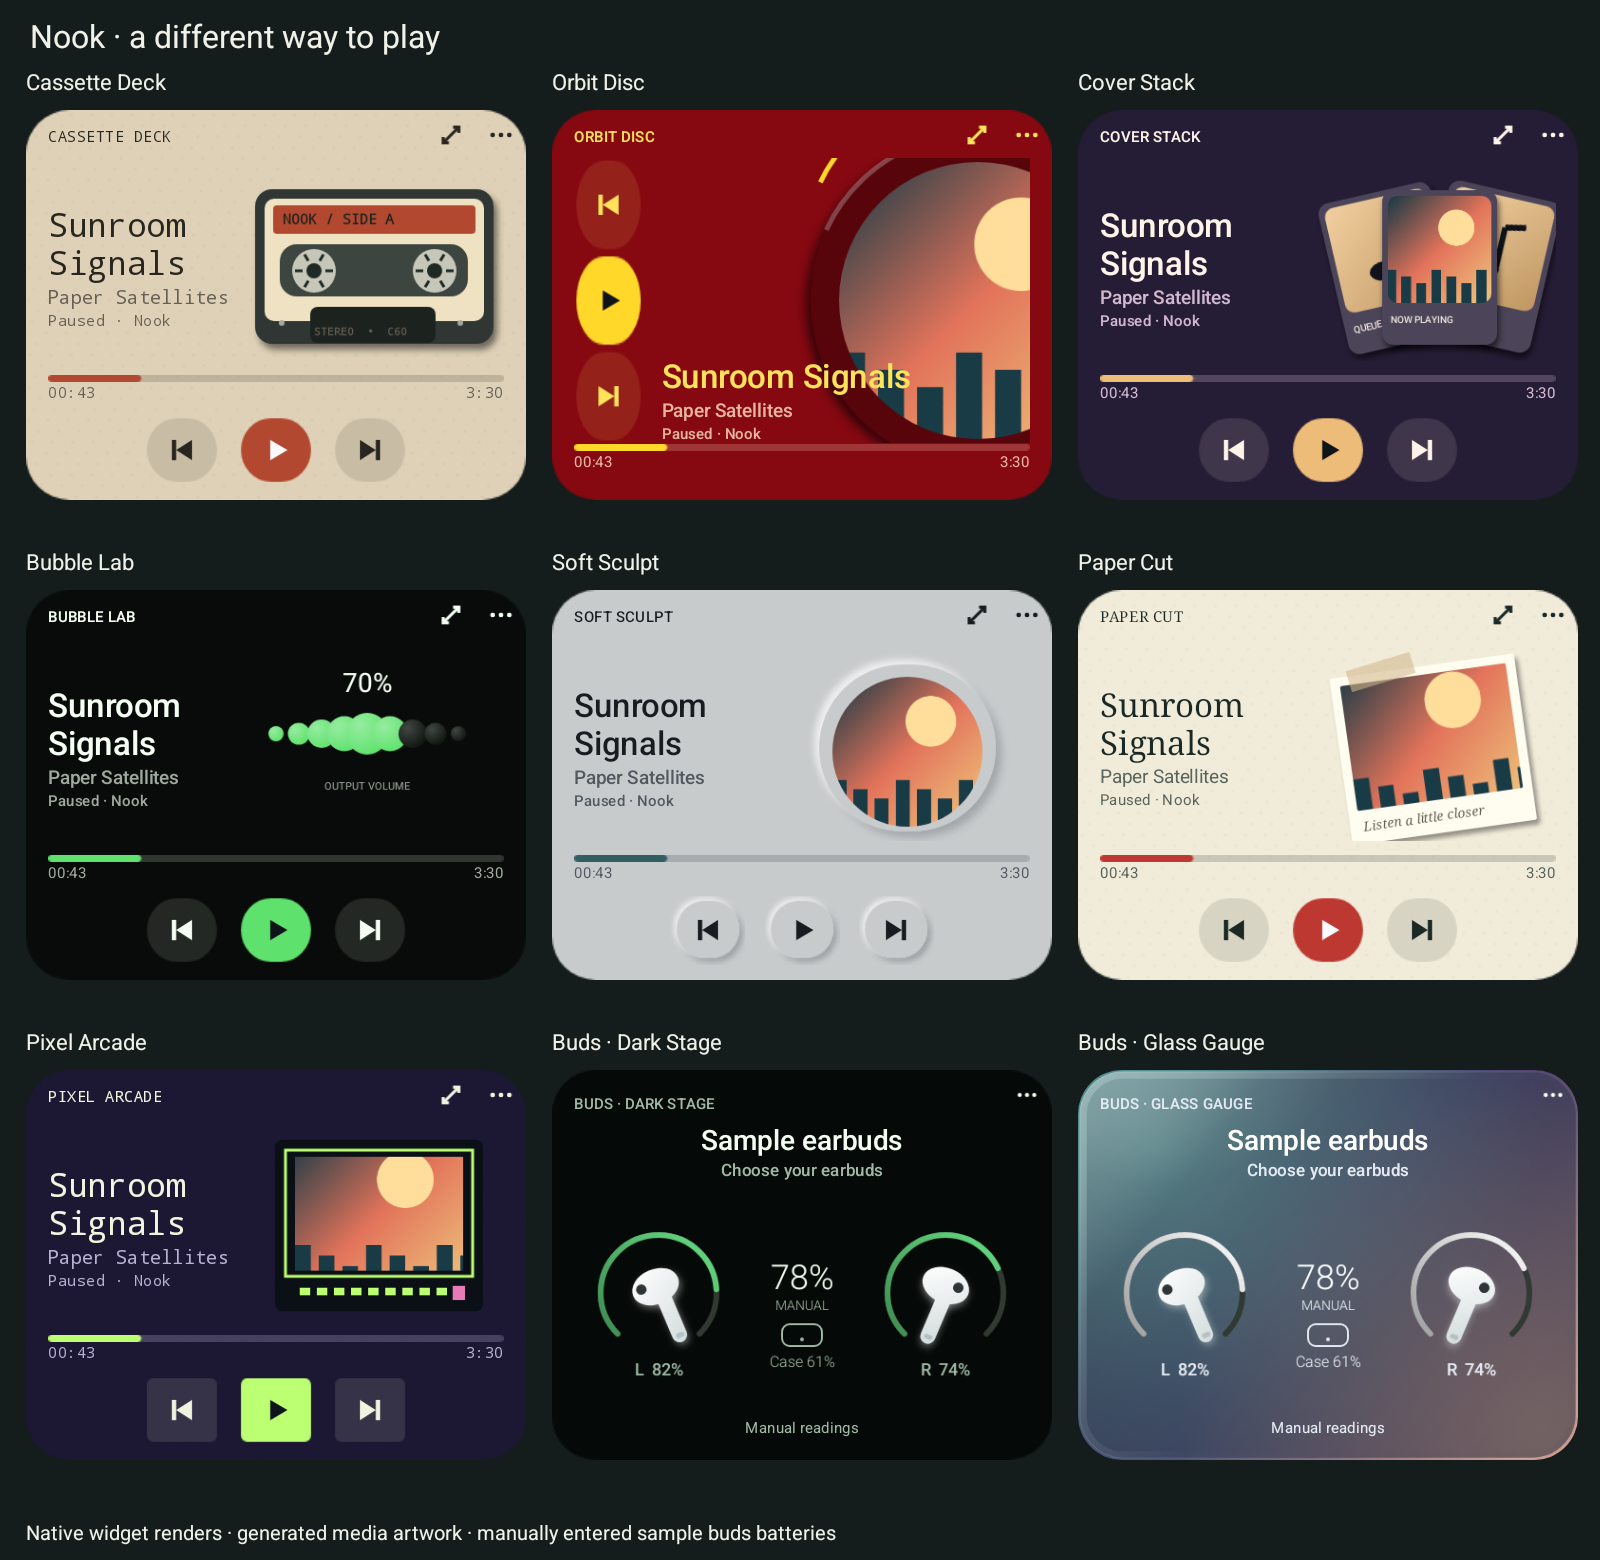 Nook · a different way to play
Cassette Deck
CASSETTE DECK
Sunroom
Signals
Paper Satellites
Paused · Nook
NOOK / SIDE A
STEREO • C60
00:43
3:30
Orbit Disc
ORBIT DISC
Sunroom Signals
Paper Satellites
Paused · Nook
00:43
3:30
Cover Stack
COVER STACK
Sunroom
Signals
Paper Satellites
Paused · Nook
QUEUE
NOW PLAYING
00:43
3:30
Bubble Lab
BUBBLE LAB
Sunroom
Signals
Paper Satellites
Paused · Nook
70%
OUTPUT VOLUME
00:43
3:30
Soft Sculpt
SOFT SCULPT
Sunroom
Signals
Paper Satellites
Paused · Nook
00:43
3:30
Paper Cut
PAPER CUT
Sunroom
Signals
Paper Satellites
Paused · Nook
Listen a little closer
00:43
3:30
Pixel Arcade
PIXEL ARCADE
Sunroom
Signals
Paper Satellites
Paused · Nook
00:43
3:30
Buds · Dark Stage
BUDS · DARK STAGE
Sample earbuds
Choose your earbuds
78%
MANUAL
Case 61%
L 82%
R 74%
Manual readings
Buds · Glass Gauge
BUDS · GLASS GAUGE
Sample earbuds
Choose your earbuds
78%
MANUAL
Case 61%
L 82%
R 74%
Manual readings
Native widget renders · generated media artwork · manually entered sample buds batteries